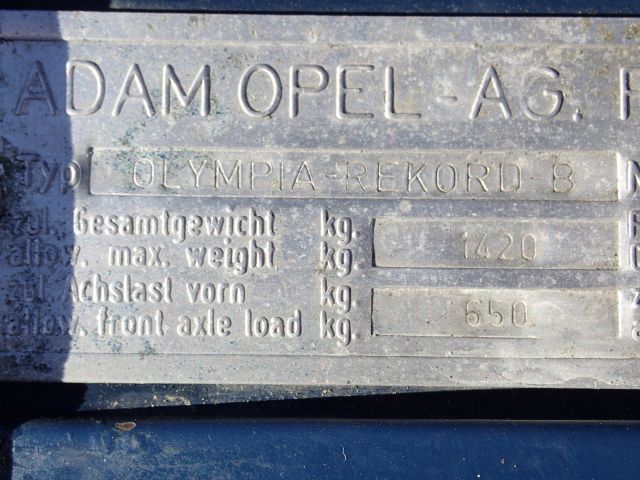 ADAM OPEL-AG.
Typ OLYMPIA-REKORD-B N
zul. Gesamtgewicht kg. 1420
allow. max. weight kg.
zul. Achslast vorn kg. 650
allow. front axle load kg.